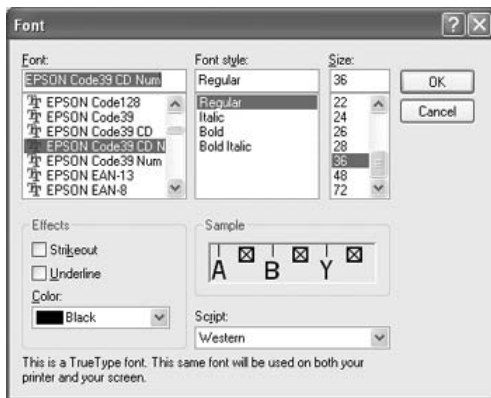 Font
Font: Font style: Size:
EPSON Code39 CD Num Regular 36 OK
EPSON Code128 Regular 22 Cancel
EPSON Code39 Italic 24
EPSON Code39 CD Bold 26
EPSON Code39 CD N Bold Italic 28
EPSON Code39 Num 36
EPSON EAN-13 48
EPSON EAN-8 72
Effects Sample
Strikeout
Underline
A B Y
Color:
Black
Script:
Western
This is a TrueType font. This same font will be used on both your
printer and your screen.